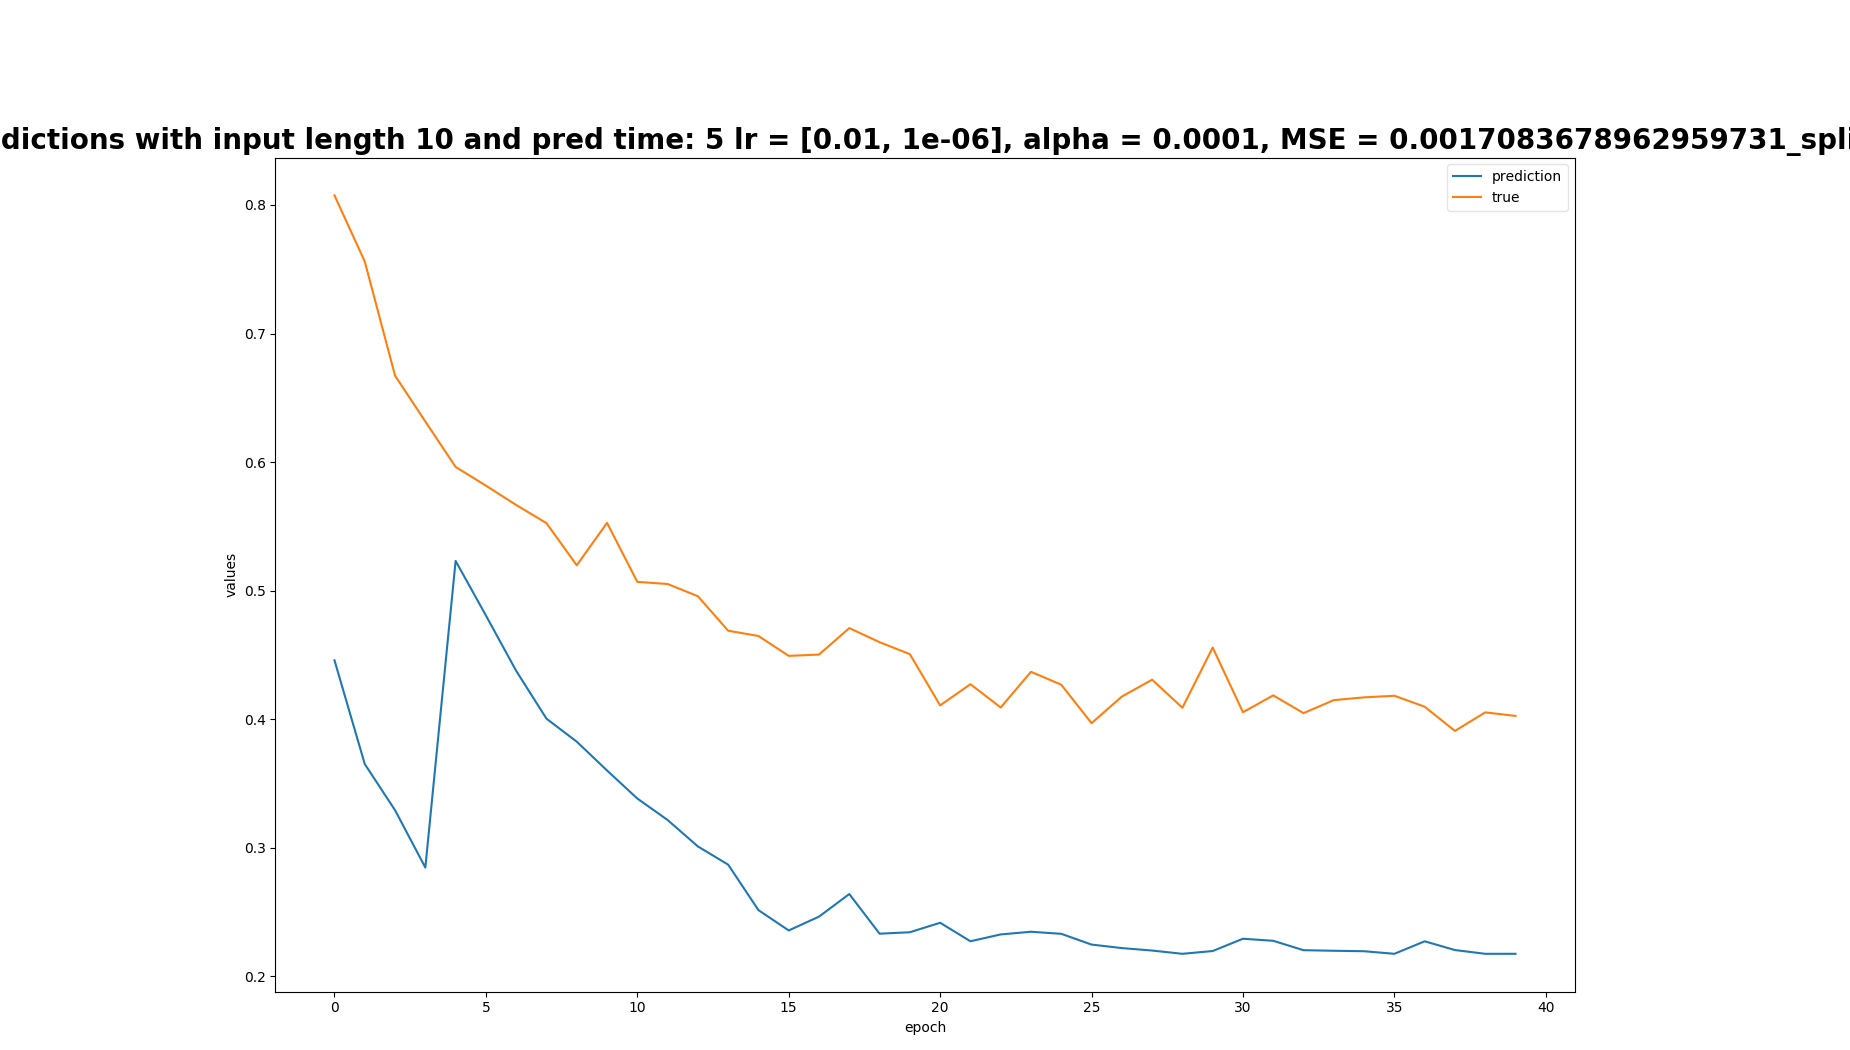 dictions with input length 10 and pred time: 5 lr = [0.01, 1e-06], alpha = 0.0001, MSE = 0.0017083678962959731_spli
prediction
true
0.8
0.7
0.6
0.5
0.4
0.3
0.2
values
0 5 10 15 20 25 30 35 40
epoch